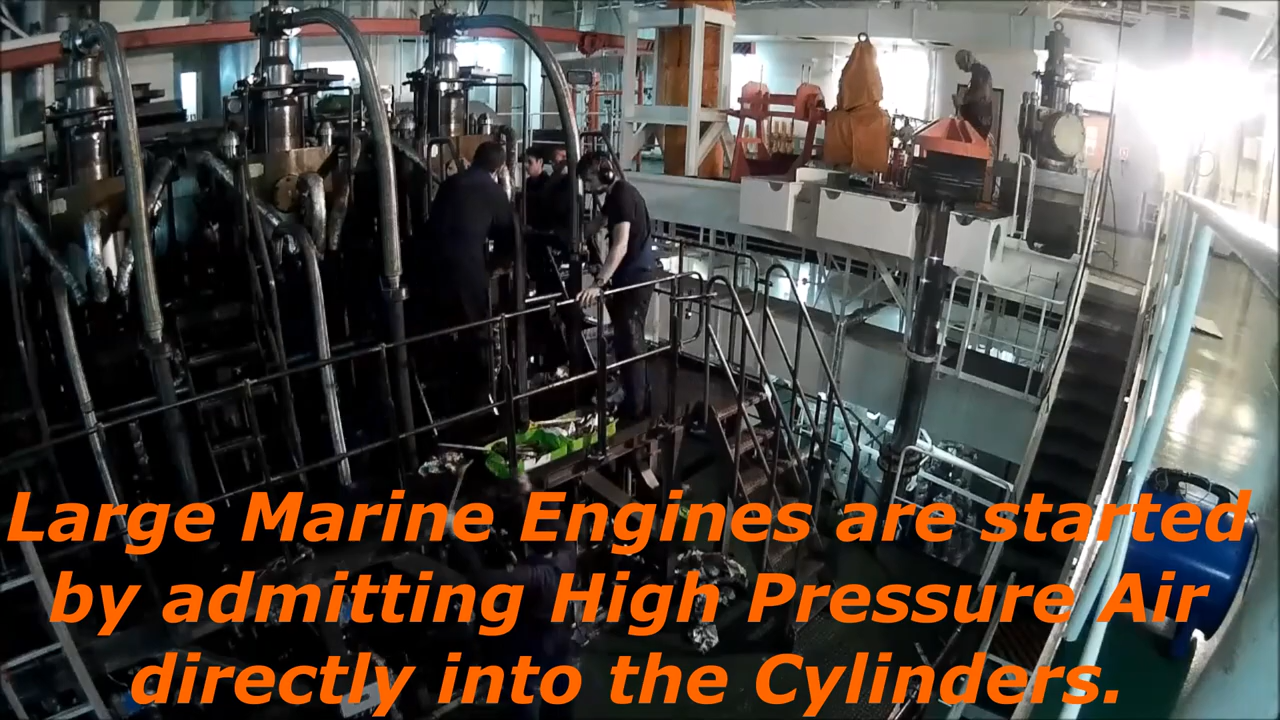 Large Marine Engines are started
by admitting High Pressure Air
directly into the Cylinders.